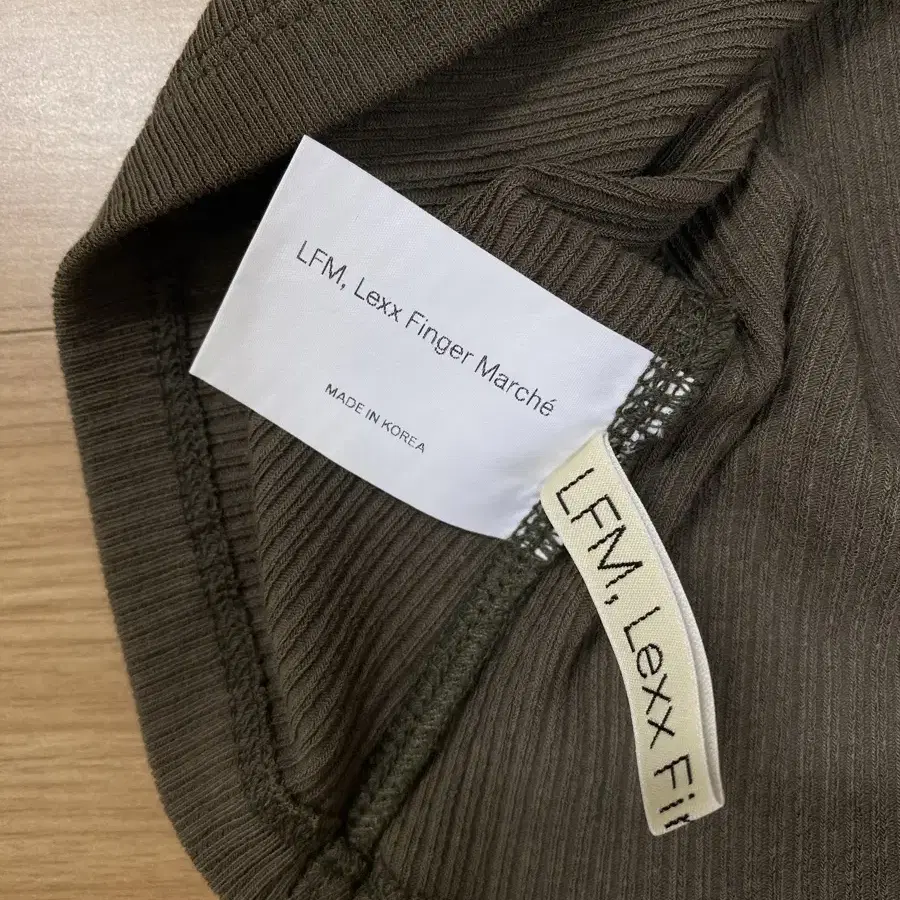 LFM, Lexx Finger Marché
MADE IN KOREA
LFM, Lexx Fi